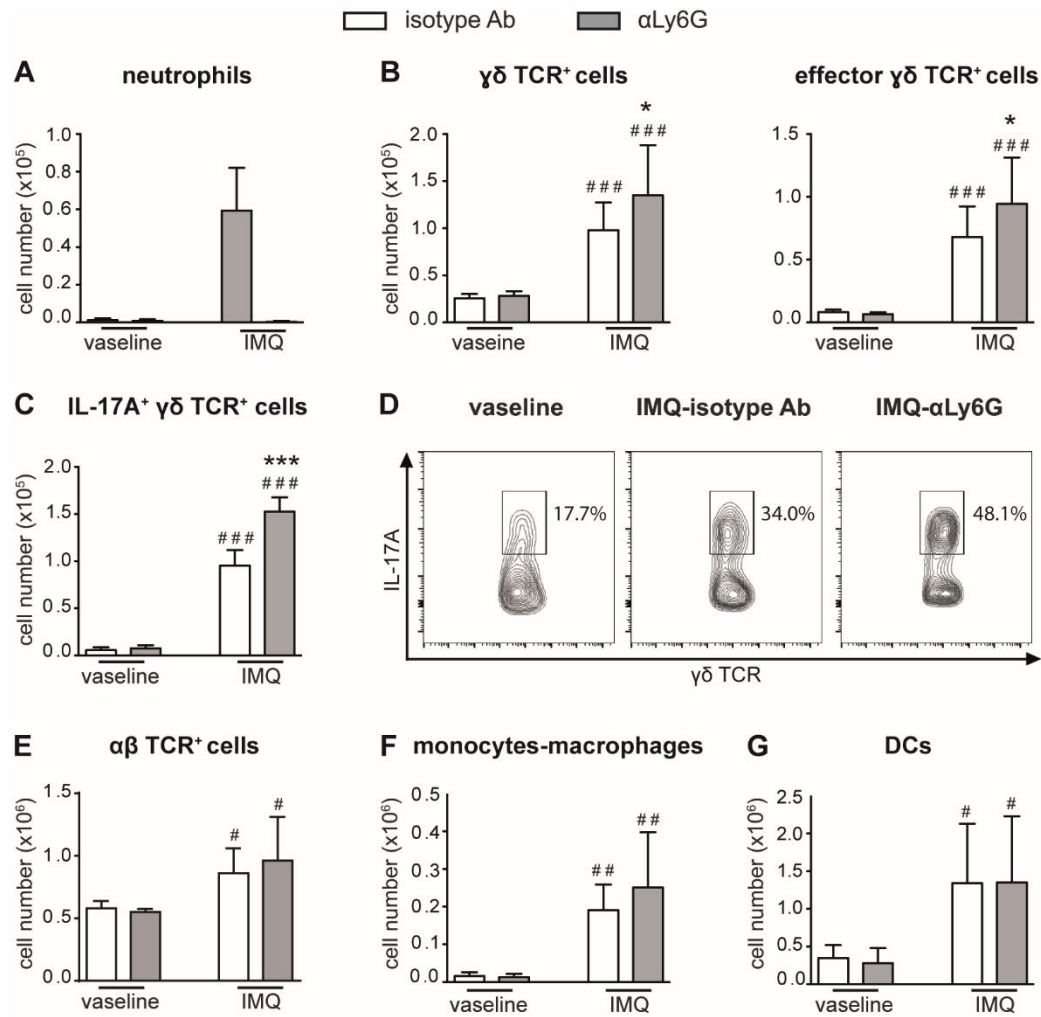 isotype Ab αLy6G
A neutrophils
cell number (x10⁵)
1.0
0.8
0.6
0.4
0.2
0.0
vaseline IMQ
B ɣδ TCR⁺ cells
cell number (x10⁵)
2.0
1.5
1.0
0.5
0.0
###
*
###
vaseine IMQ
effector ɣδ TCR⁺ cells
cell number (x10⁵)
1.5
1.0
0.5
0.0
###
*
###
vaseline IMQ
C IL-17A⁺ γδ TCR⁺ cells
cell number (x10⁵)
2.0
1.5
1.0
0.5
0.0
###
***
###
vaseline IMQ
D vaseline IMQ-isotype Ab IMQ-αLy6G
IL-17A
17.7% 34.0% 48.1%
γδ TCR
E αβ TCR⁺ cells
cell number (x10⁶)
1.5
1.0
0.5
0.0
# #
vaseline IMQ
F monocytes-macrophages
cell number (x10⁶)
0.5
0.4
0.3
0.2
0.1
0.0
## ##
vaseline IMQ
G DCs
cell number (x10⁶)
2.5
2.0
1.5
1.0
0.5
0.0
# #
vaseline IMQ